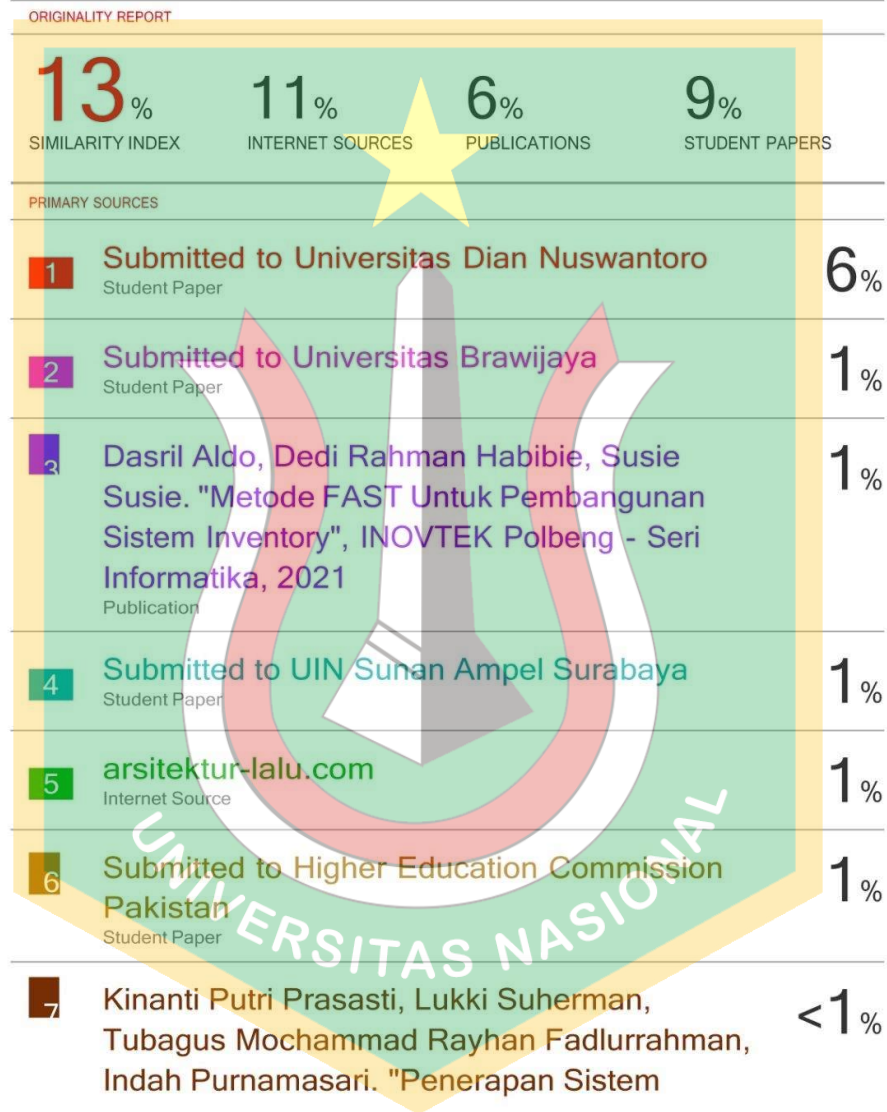 ORIGINALITY REPORT
13% 11% 6% 9%
SIMILARITY INDEX INTERNET SOURCES PUBLICATIONS STUDENT PAPERS
PRIMARY SOURCES
1 Submitted to Universitas Dian Nuswantoro 6%
Student Paper
2 Submitted to Universitas Brawijaya 1%
Student Paper
3 Dasril Aldo, Dedi Rahman Habibie, Susie 1%
Susie. "Metode FAST Untuk Pembangunan
Sistem Inventory", INOVTEK Polbeng - Seri
Informatika, 2021
Publication
4 Submitted to UIN Sunan Ampel Surabaya 1%
Student Paper
5 arsitektur-lalu.com 1%
Internet Source
6 Submitted to Higher Education Commission 1%
Pakistan
Student Paper
7 Kinanti Putri Prasasti, Lukki Suherman, <1%
Tubagus Mochammad Rayhan Fadlurrahman,
Indah Purnamasari. "Penerapan Sistem
UNIVERSITAS NASIONAL